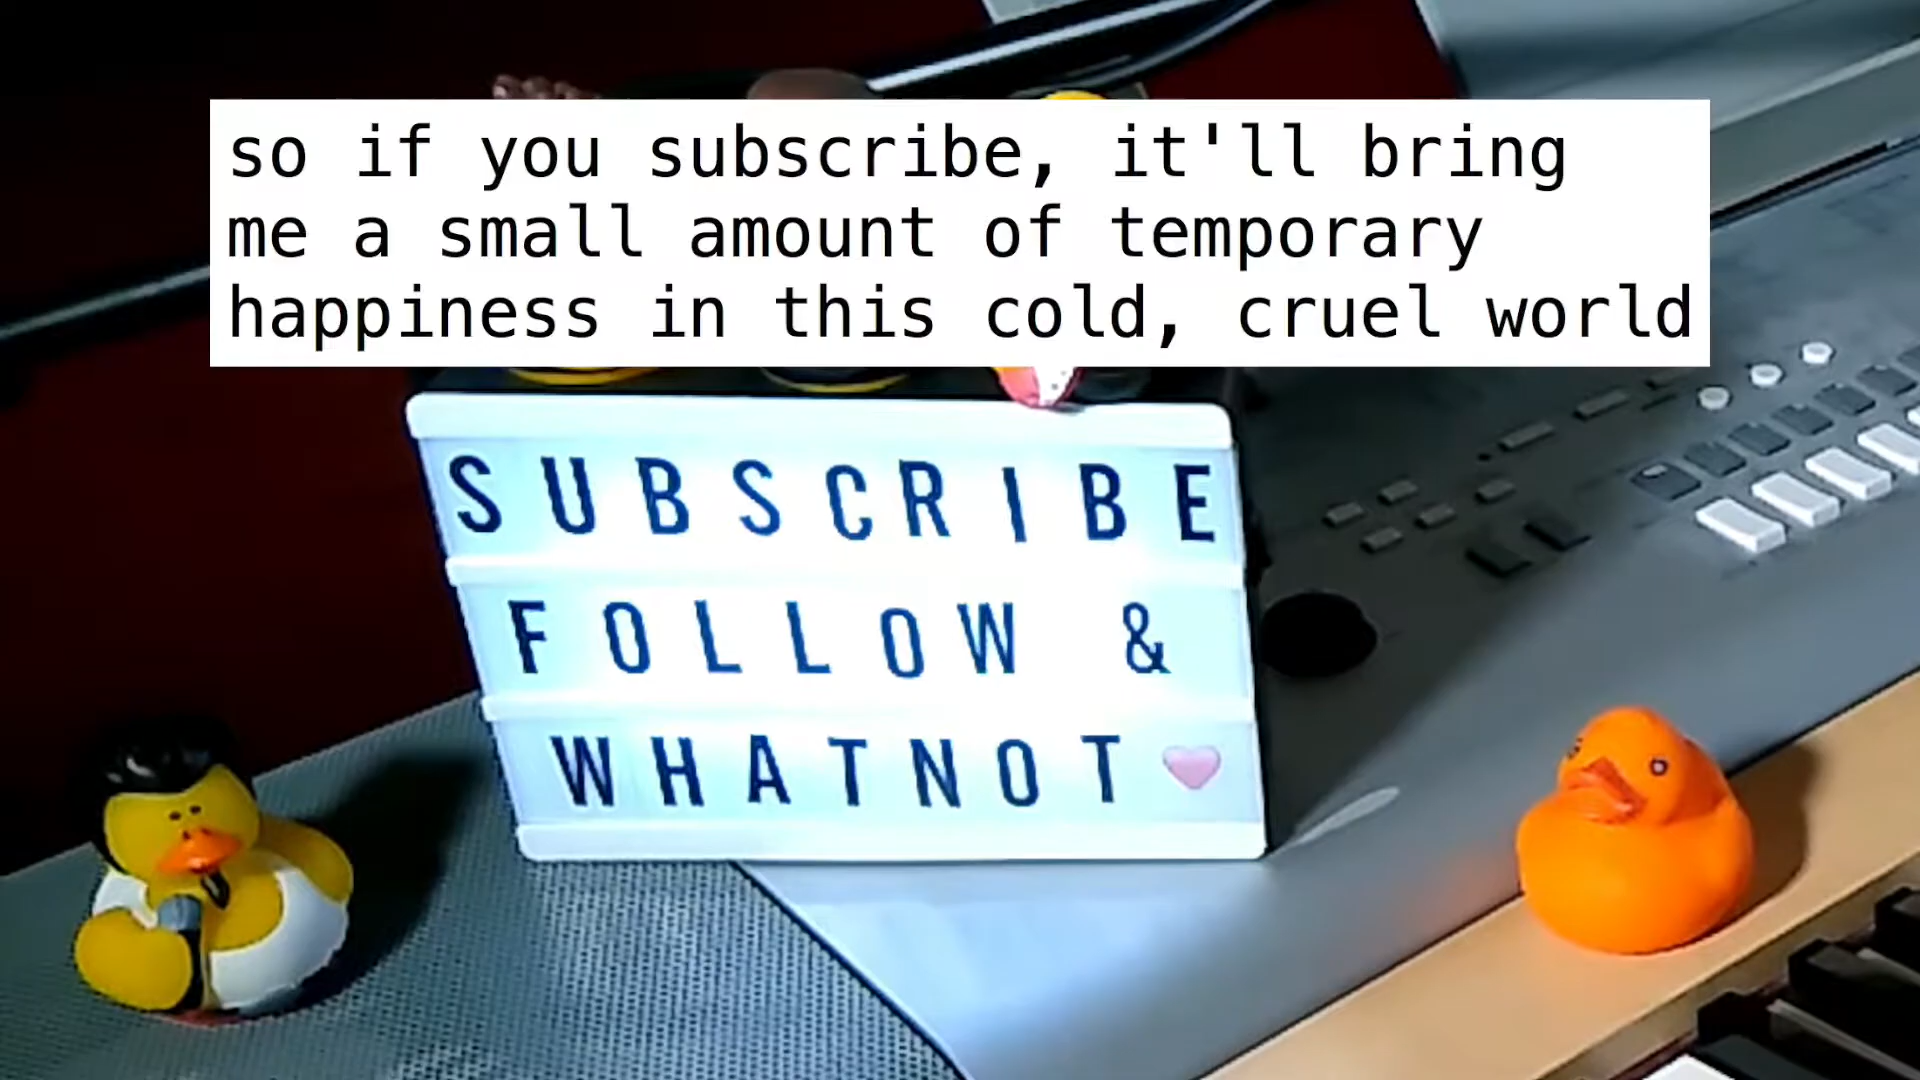 so if you subscribe, it'll bring
me a small amount of temporary
happiness in this cold, cruel world
SUBSCRIBE
FOLLOW &
WHATNOT